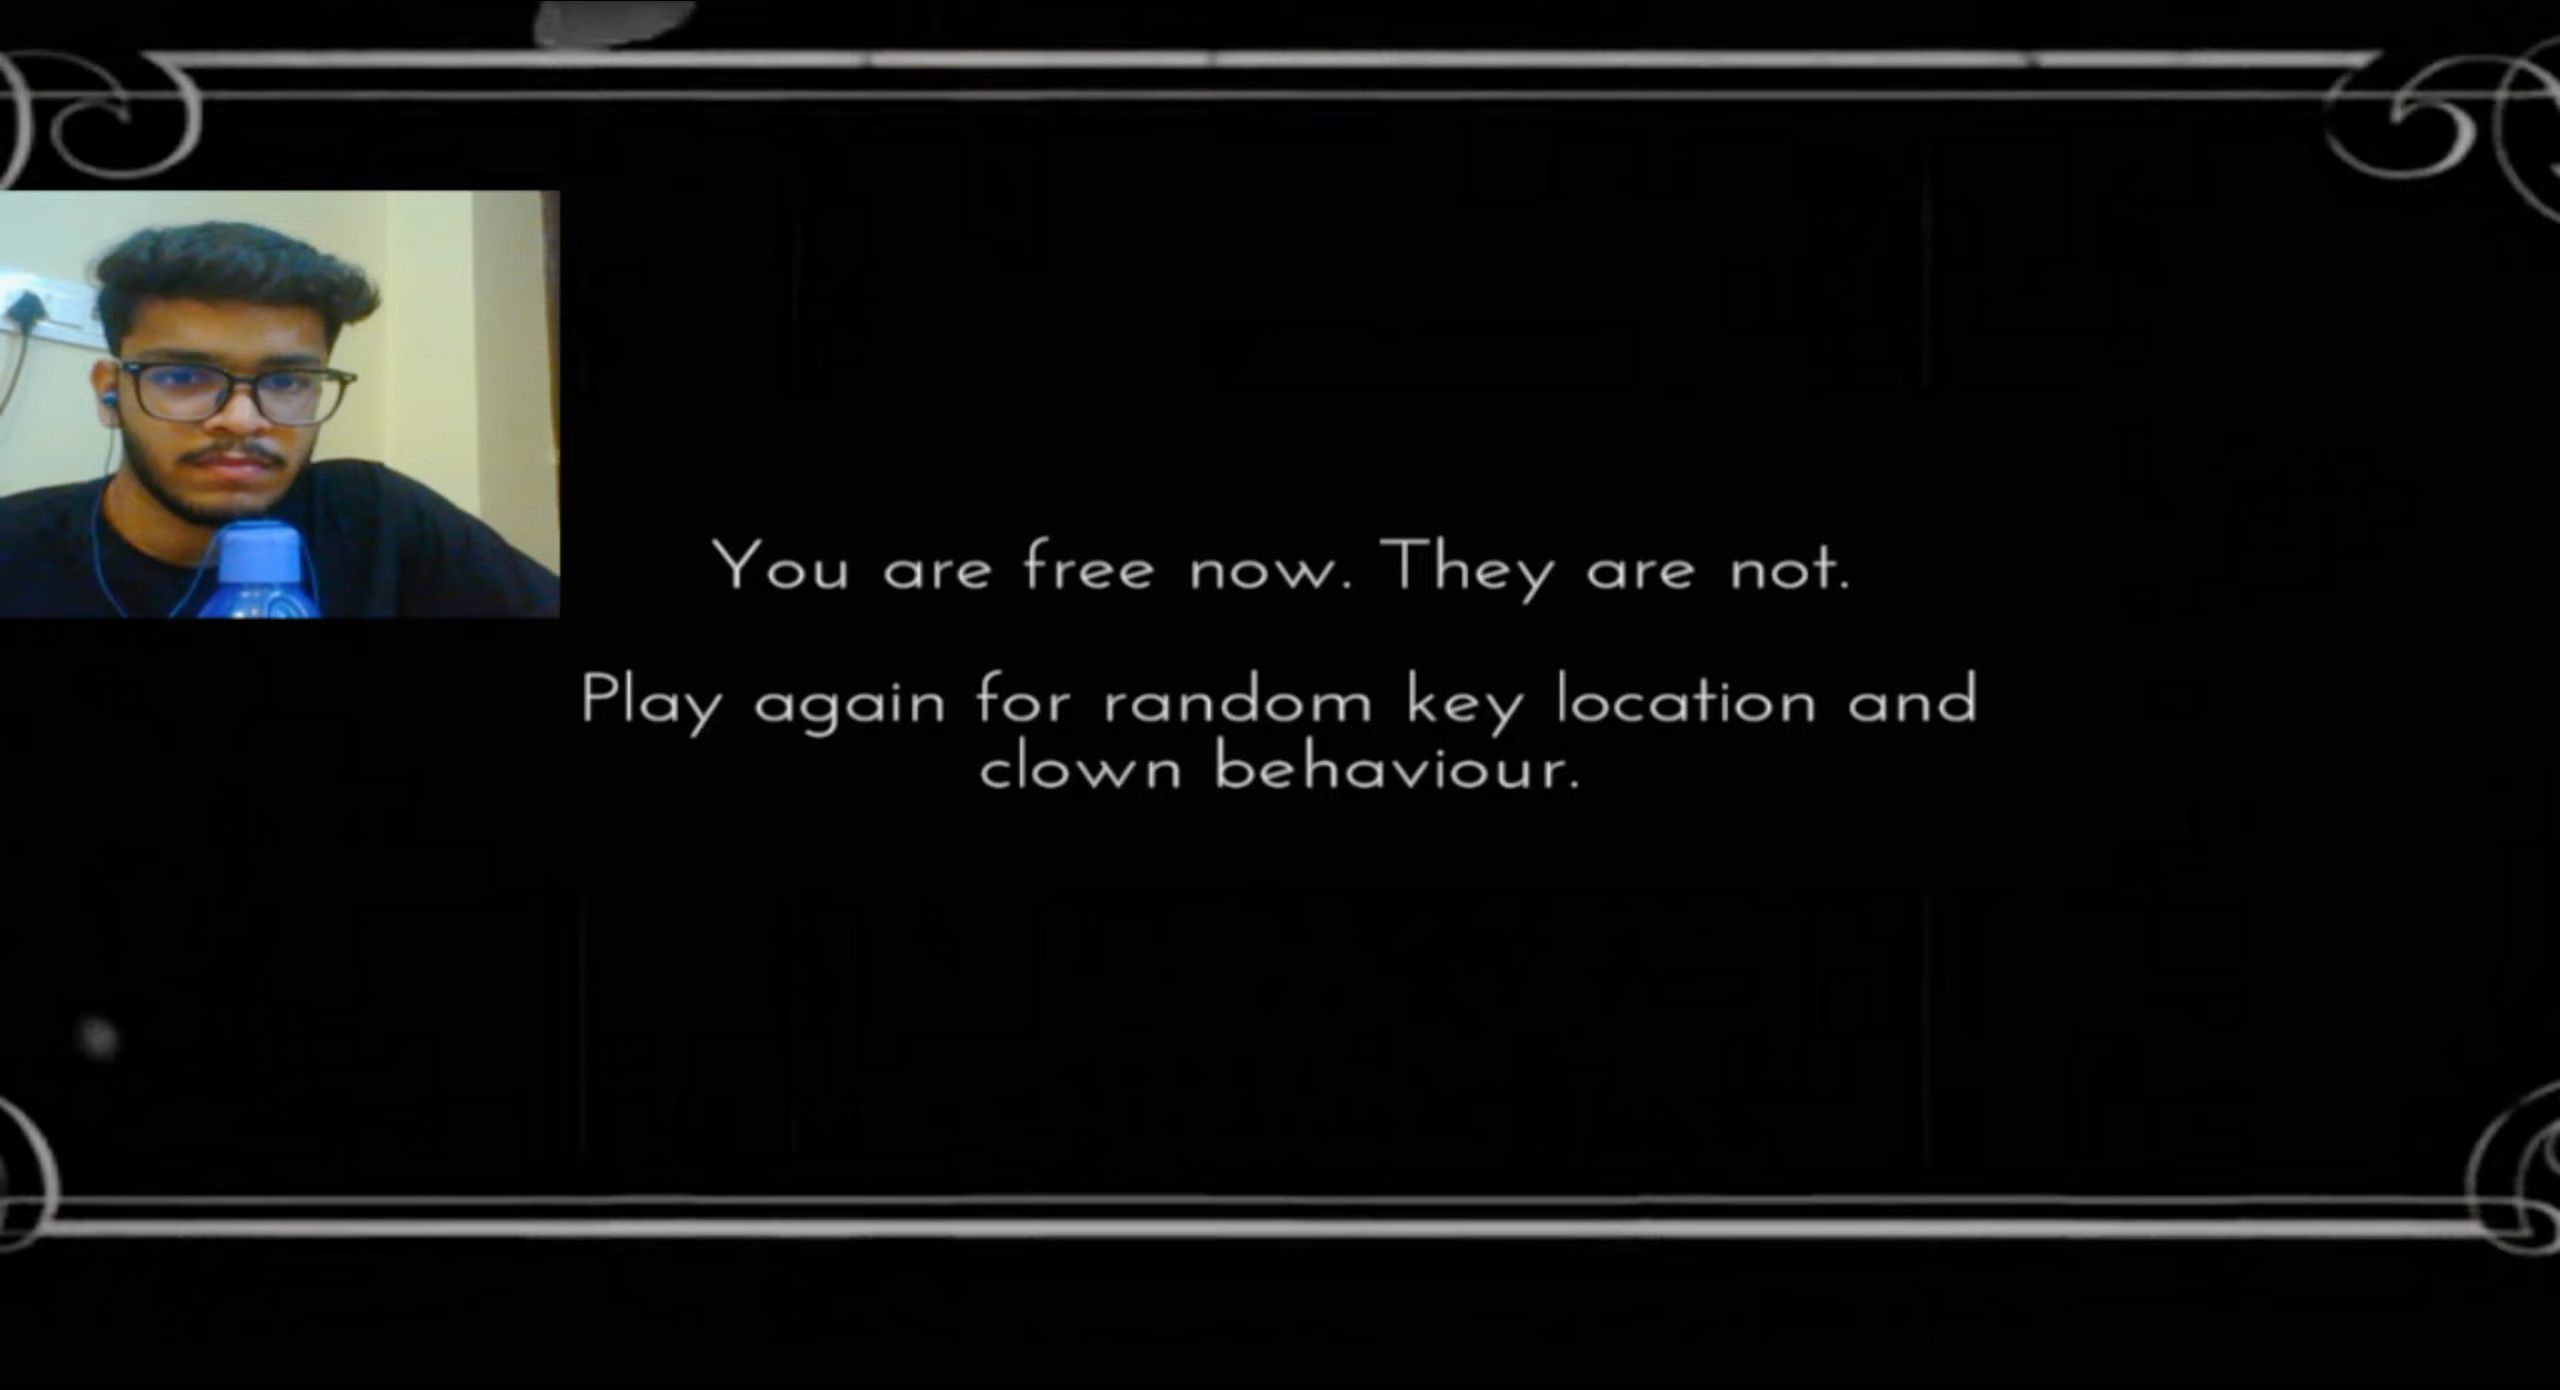 You are free now. They are not.
Play again for random key location and
clown behaviour.